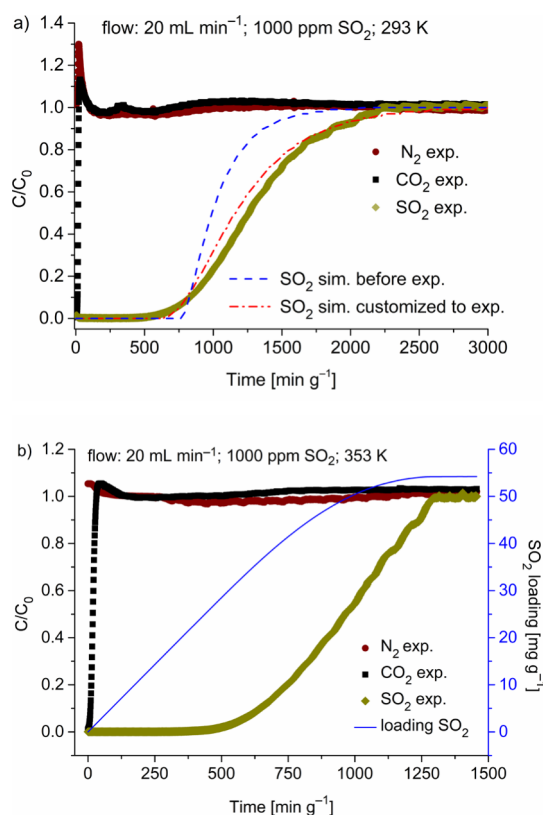 a)
flow: 20 mL min⁻¹; 1000 ppm SO₂; 293 K
1.4
1.2
1.0
0.8
0.6
0.4
0.2
0.0
C/C₀
N₂ exp.
CO₂ exp.
SO₂ exp.
SO₂ sim. before exp.
SO₂ sim. customized to exp.
0 500 1000 1500 2000 2500 3000
Time [min g⁻¹]
b)
flow: 20 mL min⁻¹; 1000 ppm SO₂; 353 K
1.2
1.0
0.8
0.6
0.4
0.2
0.0
C/C₀
60
50
40
30
20
10
0
SO₂ loading [mg g⁻¹]
N₂ exp.
CO₂ exp.
SO₂ exp.
loading SO₂
0 250 500 750 1000 1250 1500
Time [min g⁻¹]